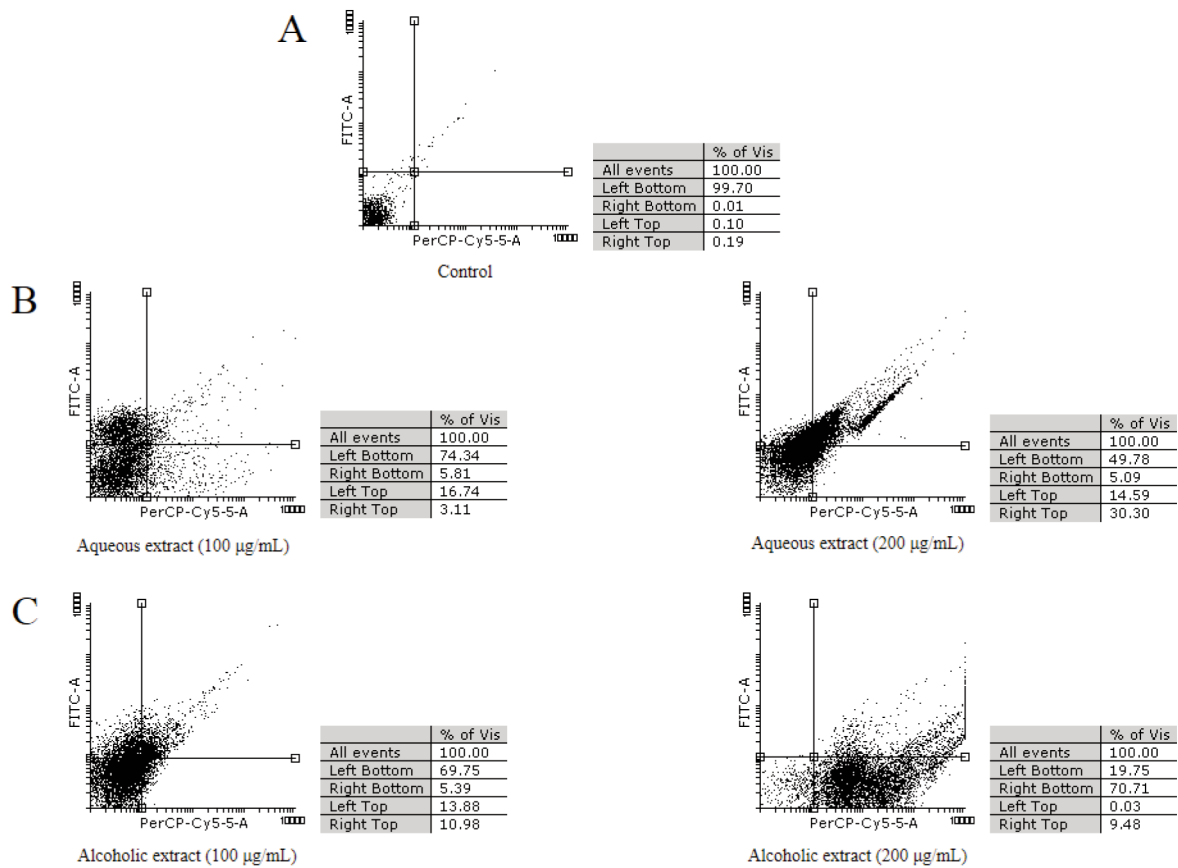 A
FITC-A
PerCP-Cy5-5-A
Control
% of Vis
All events 100.00
Left Bottom 99.70
Right Bottom 0.01
Left Top 0.10
Right Top 0.19
B
FITC-A
PerCP-Cy5-5-A
Aqueous extract (100 μg/mL)
% of Vis
All events 100.00
Left Bottom 74.34
Right Bottom 5.81
Left Top 16.74
Right Top 3.11
FITC-A
PerCP-Cy5-5-A
Aqueous extract (200 μg/mL)
% of Vis
All events 100.00
Left Bottom 49.78
Right Bottom 5.09
Left Top 14.59
Right Top 30.30
C
FITC-A
PerCP-Cy5-5-A
Alcoholic extract (100 μg/mL)
% of Vis
All events 100.00
Left Bottom 69.75
Right Bottom 5.39
Left Top 13.88
Right Top 10.98
FITC-A
PerCP-Cy5-5-A
Alcoholic extract (200 μg/mL)
% of Vis
All events 100.00
Left Bottom 19.75
Right Bottom 70.71
Left Top 0.03
Right Top 9.48